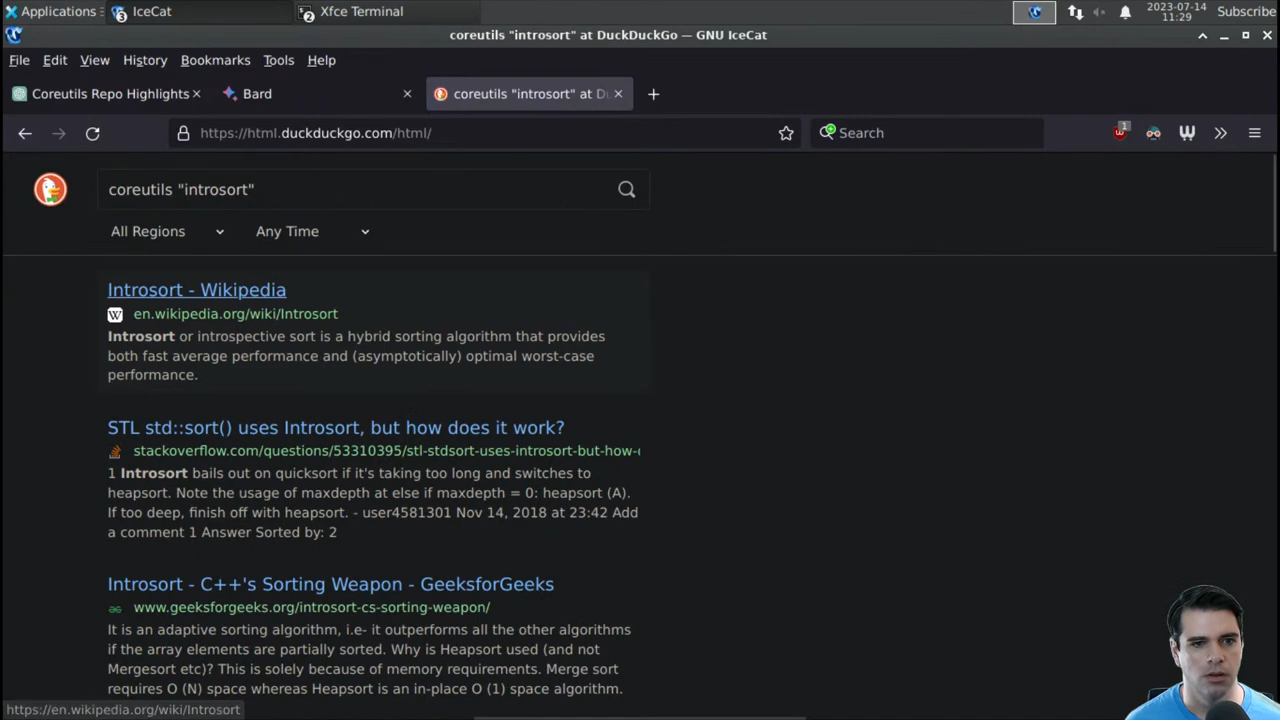 Applications
3 IceCat
2 Xfce Terminal
2023-07-14
11:29
Subscribe
coreutils "introsort" at DuckDuckGo — GNU IceCat
File Edit View History Bookmarks Tools Help
Coreutils Repo Highlights
Bard
coreutils "introsort" at Du
https://html.duckduckgo.com/html/
Search
1
coreutils "introsort"
All Regions
Any Time
Introsort - Wikipedia
W en.wikipedia.org/wiki/Introsort
Introsort or introspective sort is a hybrid sorting algorithm that provides
both fast average performance and (asymptotically) optimal worst-case
performance.
STL std::sort() uses Introsort, but how does it work?
stackoverflow.com/questions/53310395/stl-stdsort-uses-introsort-but-how-
1 Introsort bails out on quicksort if it's taking too long and switches to
heapsort. Note the usage of maxdepth at else if maxdepth = 0: heapsort (A).
If too deep, finish off with heapsort. - user4581301 Nov 14, 2018 at 23:42 Add
a comment 1 Answer Sorted by: 2
Introsort - C++'s Sorting Weapon - GeeksforGeeks
www.geeksforgeeks.org/introsort-cs-sorting-weapon/
It is an adaptive sorting algorithm, i.e- it outperforms all the other algorithms
if the array elements are partially sorted. Why is Heapsort used (and not
Mergesort etc)? This is solely because of memory requirements. Merge sort
requires O (N) space whereas Heapsort is an in-place O (1) space algorithm.
https://en.wikipedia.org/wiki/Introsort